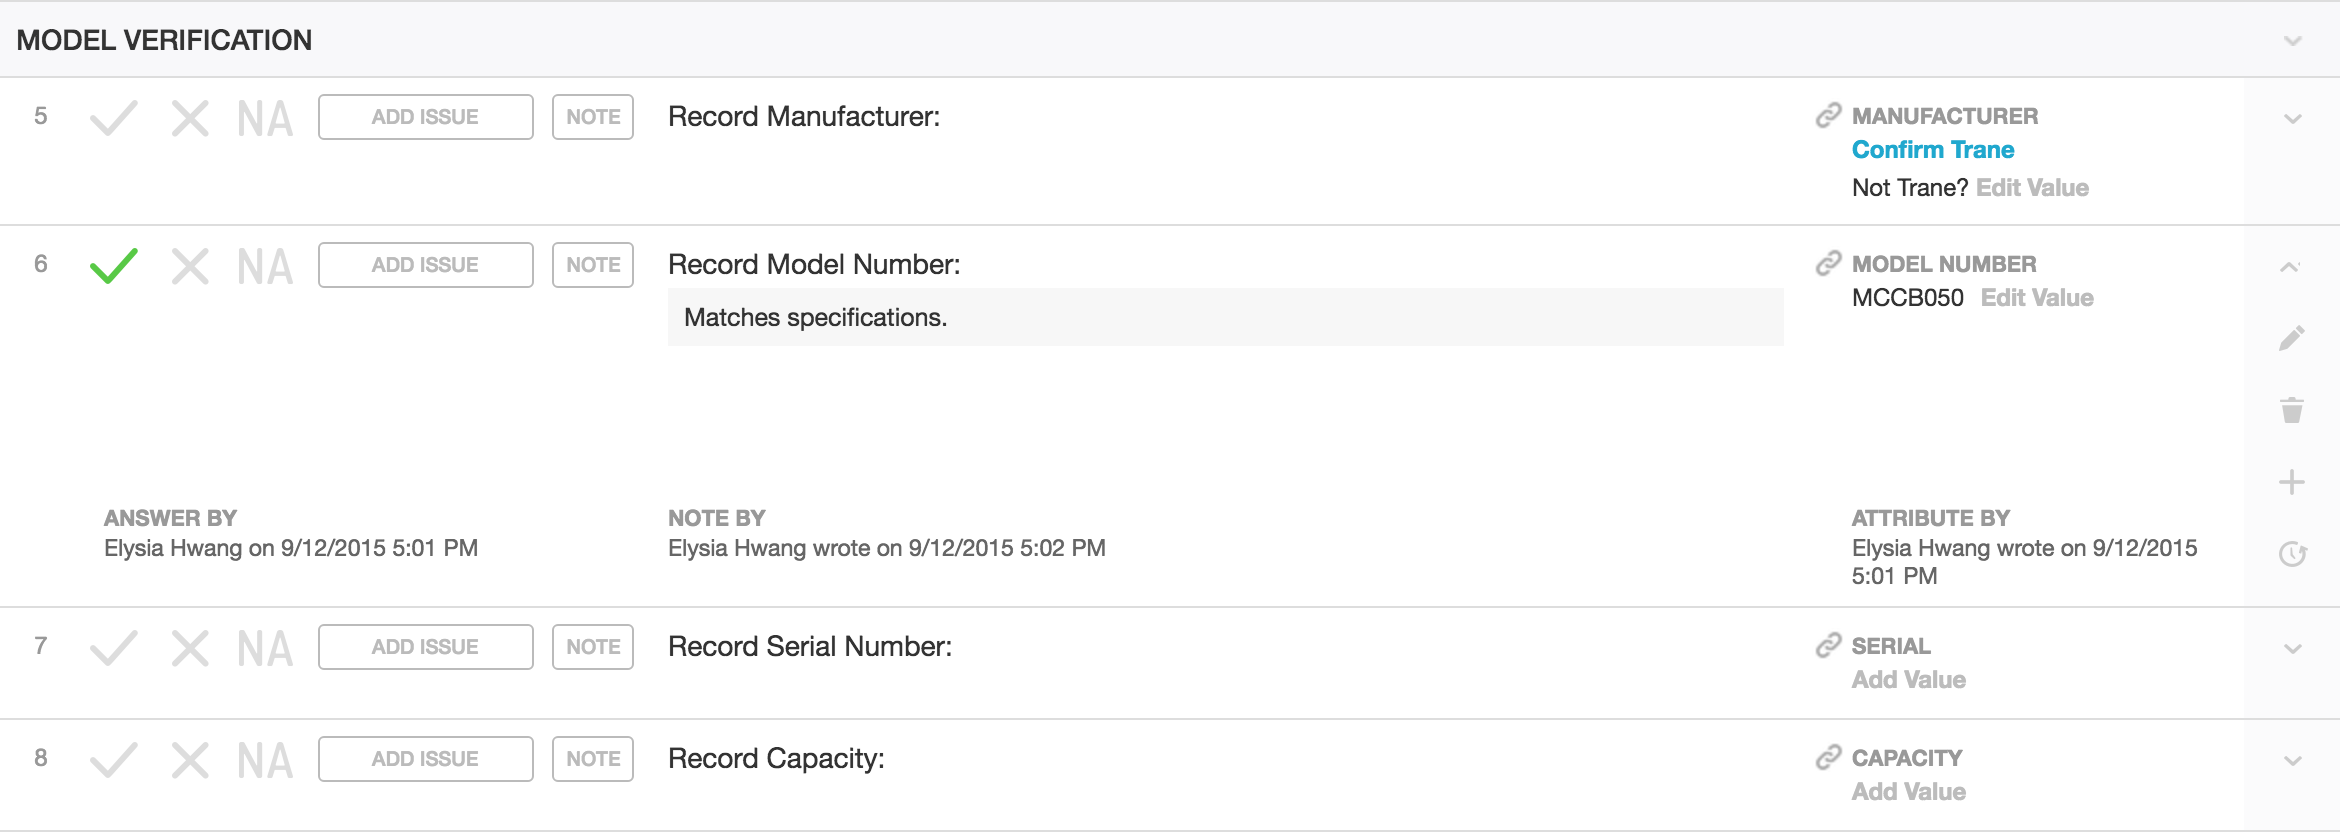 MODEL VERIFICATION
5 NA ADD ISSUE NOTE Record Manufacturer: MANUFACTURER
Confirm Trane
Not Trane? Edit Value
6 NA ADD ISSUE NOTE Record Model Number: MODEL NUMBER
Matches specifications. MCCB050 Edit Value
ANSWER BY NOTE BY ATTRIBUTE BY
Elysia Hwang on 9/12/2015 5:01 PM Elysia Hwang wrote on 9/12/2015 5:02 PM Elysia Hwang wrote on 9/12/2015
5:01 PM
7 NA ADD ISSUE NOTE Record Serial Number: SERIAL
Add Value
8 NA ADD ISSUE NOTE Record Capacity: CAPACITY
Add Value